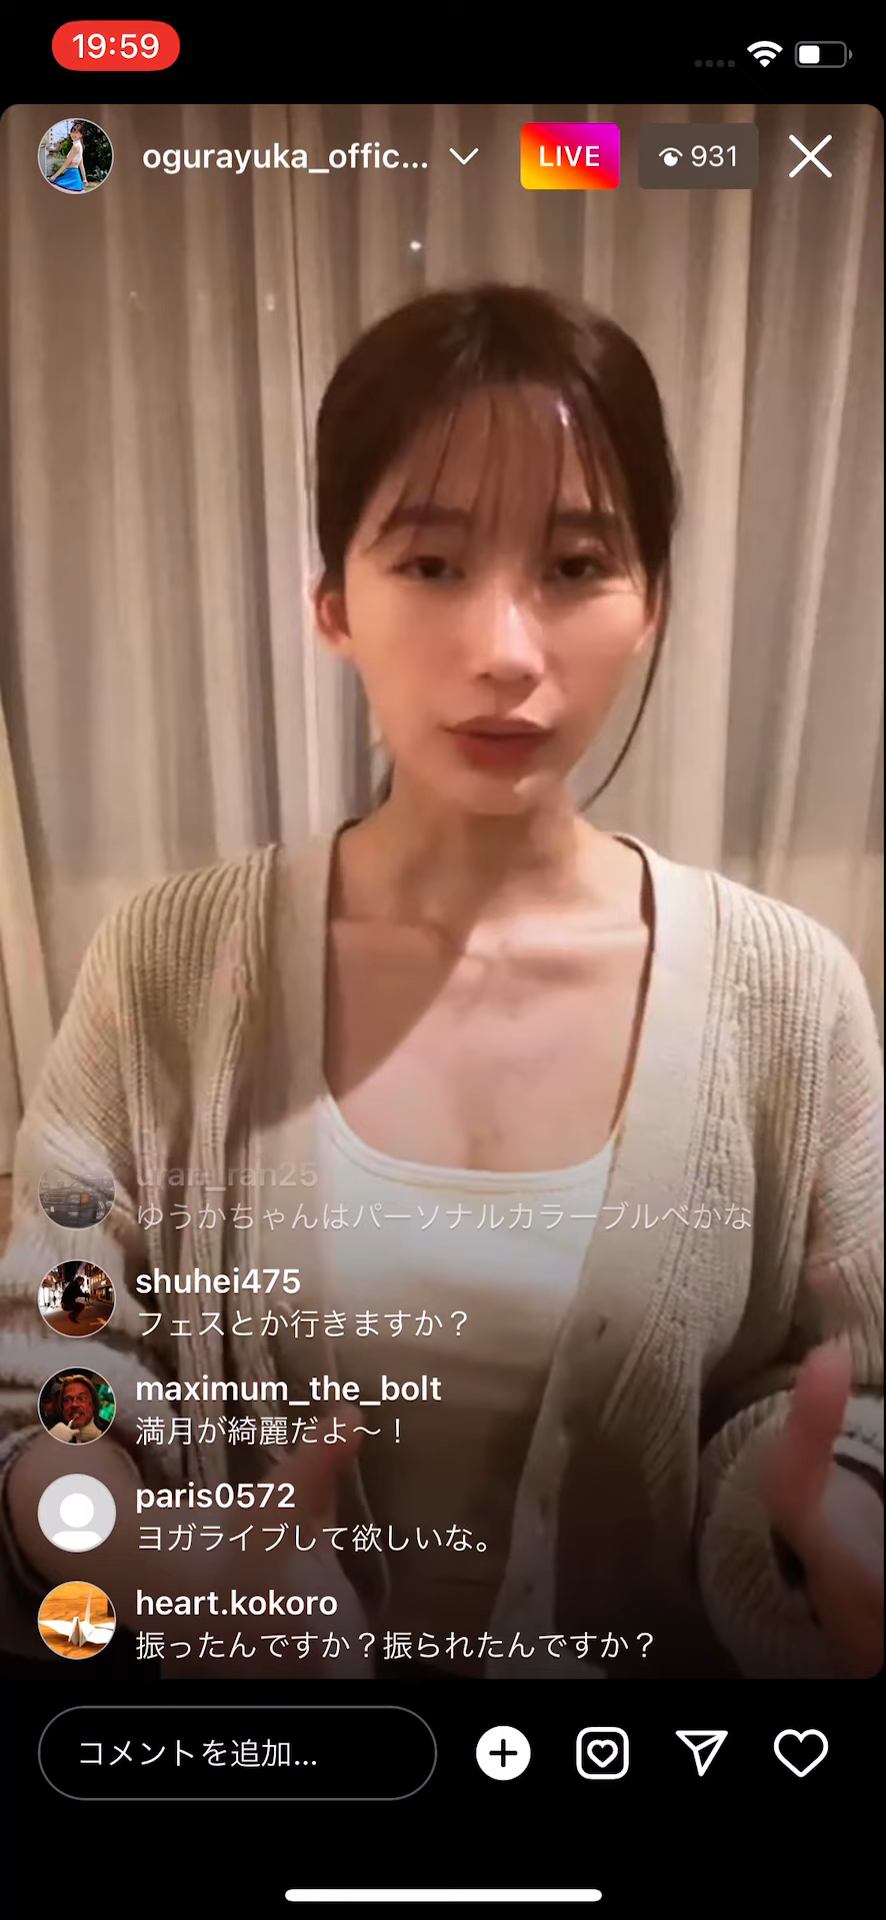 19:59
ogurayuka_offic...
LIVE
931
uran_ran25
ゆうかちゃんはパーソナルカラーブルベかな
shuhei475
フェスとか行きますか？
maximum_the_bolt
満月が綺麗だよ〜！
paris0572
ヨガライブして欲しいな。
heart.kokoro
振ったんですか？振られたんですか？
コメントを追加...